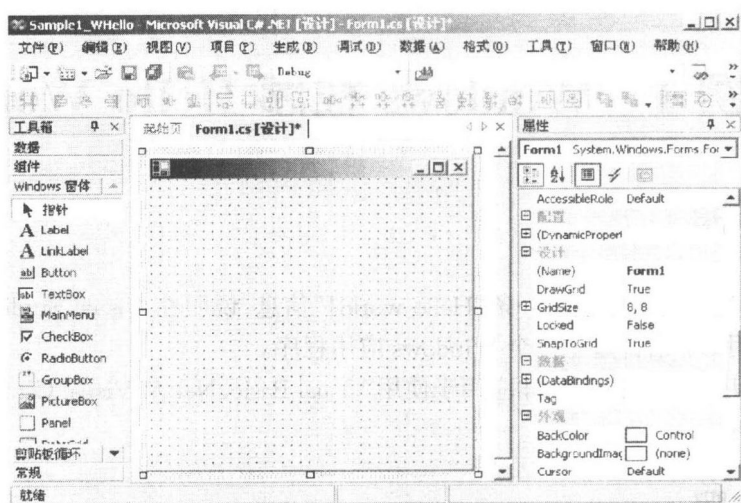 Sample1_WHello - Microsoft Visual C# .NET [设计] - Form1.cs [设计]*
文件(F) 编辑(E) 视图(V) 项目(P) 生成(B) 调试(D) 数据(A) 格式(O) 工具(T) 窗口(W) 帮助(H)
Debug
工具箱
数据
组件
Windows 窗体
指针
Label
LinkLabel
Button
TextBox
MainMenu
CheckBox
RadioButton
GroupBox
PictureBox
Panel
剪贴板循环
常规
起始页 Form1.cs [设计]*
属性
Form1 System.Windows.Forms.For
AccessibleRole Default
配置
(DynamicPropert
设计
(Name) Form1
DrawGrid True
GridSize 8, 8
Locked False
SnapToGrid True
数据
(DataBindings)
Tag
外观
BackColor Control
BackgroundImag (none)
Cursor Default
就绪